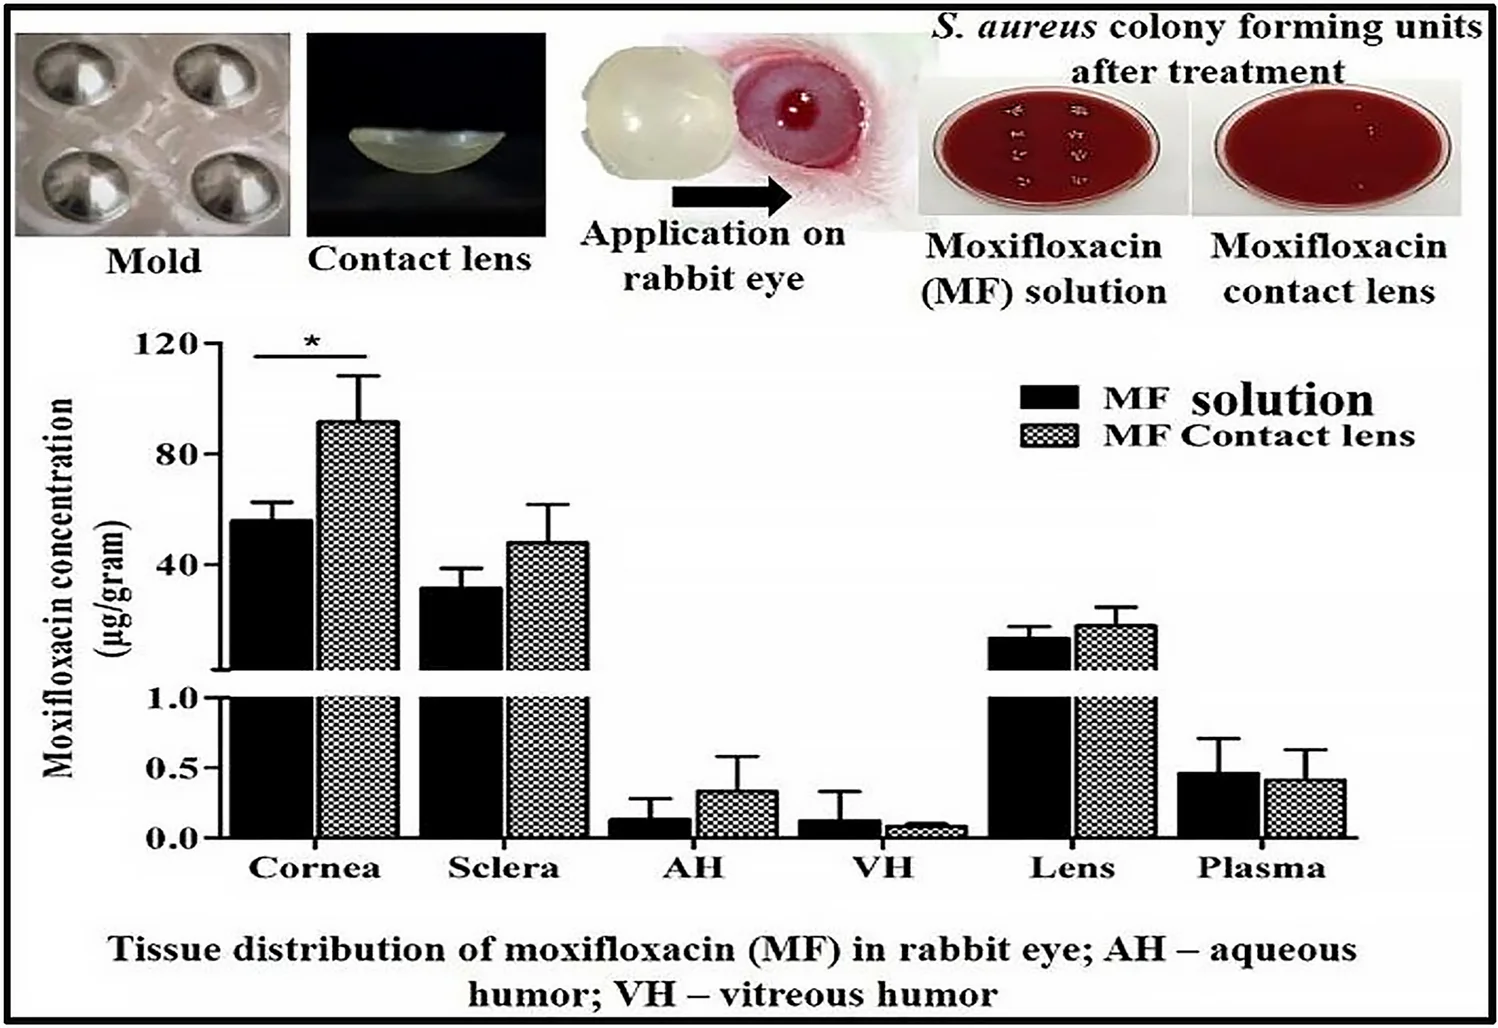 S. aureus colony forming units
after treatment
Mold
Contact lens
Application on
rabbit eye
Moxifloxacin
(MF) solution
Moxifloxacin
contact lens
Moxifloxacin concentration
(µg/gram)
120
80
40
1.0
0.5
0.0
*
MF solution
MF Contact lens
Cornea
Sclera
AH
VH
Lens
Plasma
Tissue distribution of moxifloxacin (MF) in rabbit eye; AH – aqueous
humor; VH – vitreous humor